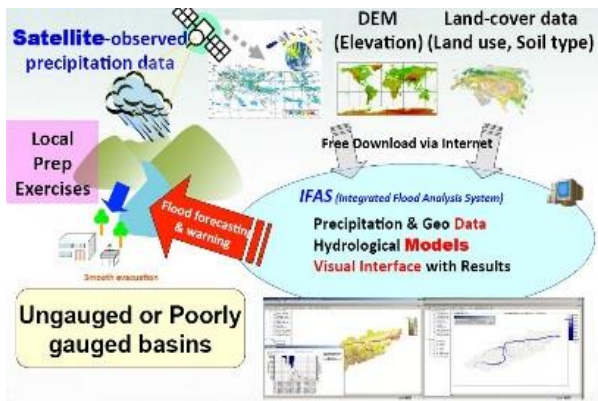 Satellite-observed
precipitation data
DEM
(Elevation)
Land-cover data
(Land use, Soil type)
Free Download via Internet
Local
Prep
Exercises
Flood forecasting
& warning
Smooth evacuation
IFAS (Integrated Flood Analysis System)
Precipitation & Geo Data
Hydrological Models
Visual Interface with Results
Ungauged or Poorly
gauged basins